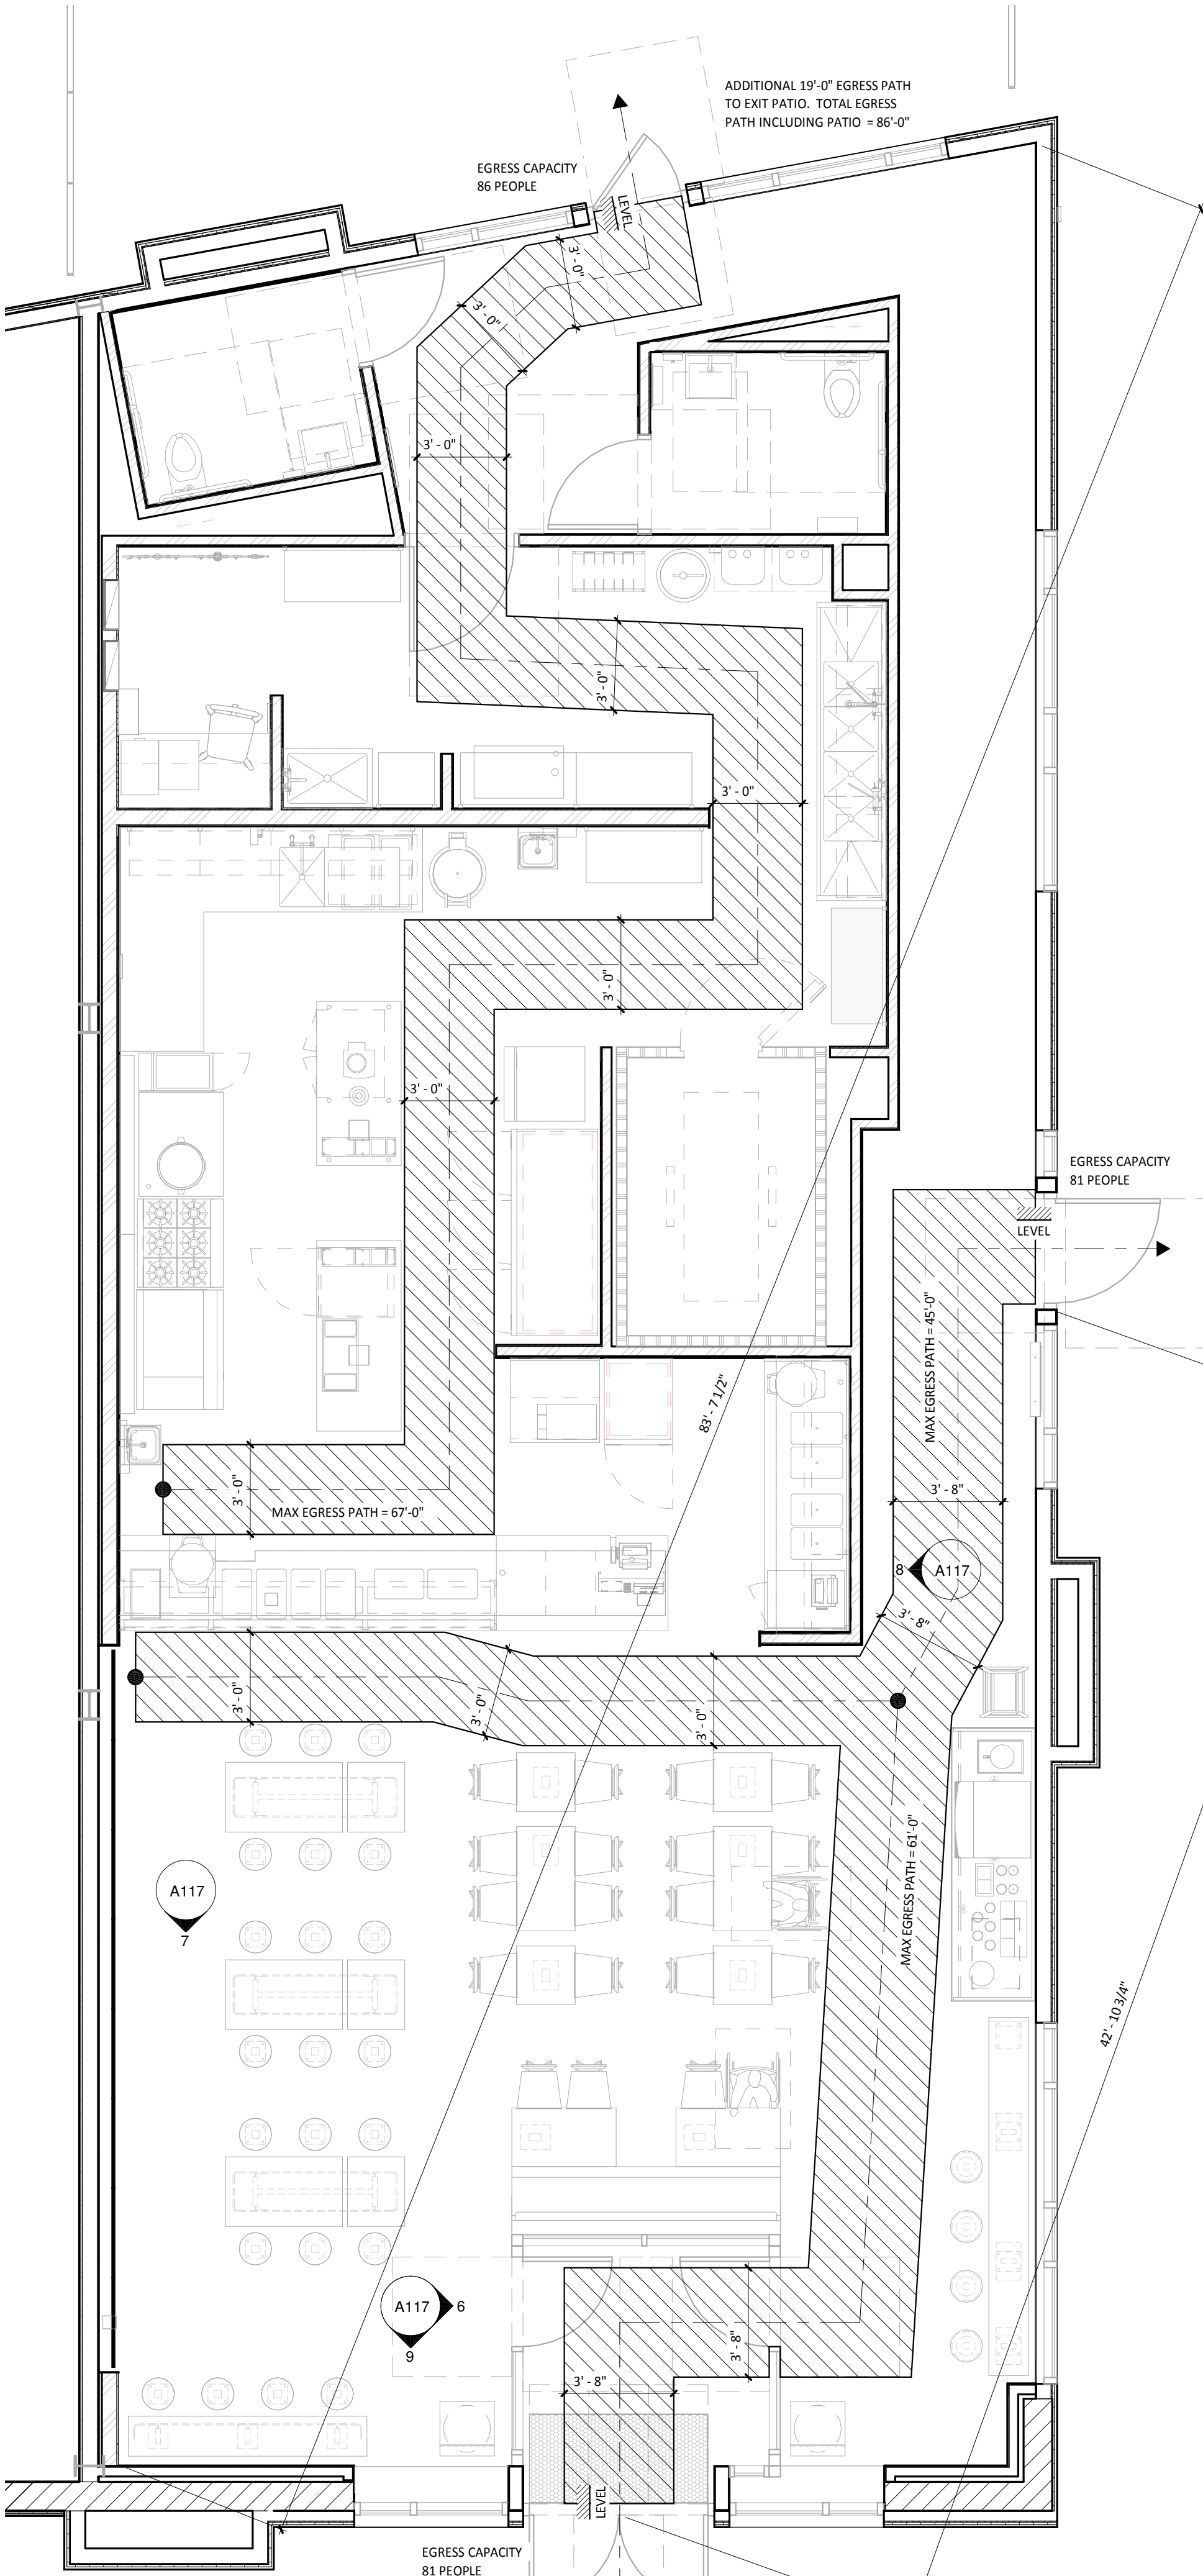 ADDITIONAL 19'-0" EGRESS PATH
TO EXIT PATIO. TOTAL EGRESS
PATH INCLUDING PATIO = 86'-0"
EGRESS CAPACITY
86 PEOPLE
LEVEL
3' - 0"
3' - 0"
3' - 0"
3' - 0"
3' - 0"
3' - 0"
3' - 0"
EGRESS CAPACITY
81 PEOPLE
LEVEL
MAX EGRESS PATH = 45'-0"
83' - 7 1/2"
3' - 8"
3' - 0"
MAX EGRESS PATH = 67'-0"
8
A117
3' - 8"
3' - 0"
3' - 0"
3' - 0"
MAX EGRESS PATH = 61'-0"
A117
7
42' - 10 3/4"
A117
6
9
3' - 8"
3' - 8"
LEVEL
EGRESS CAPACITY
81 PEOPLE